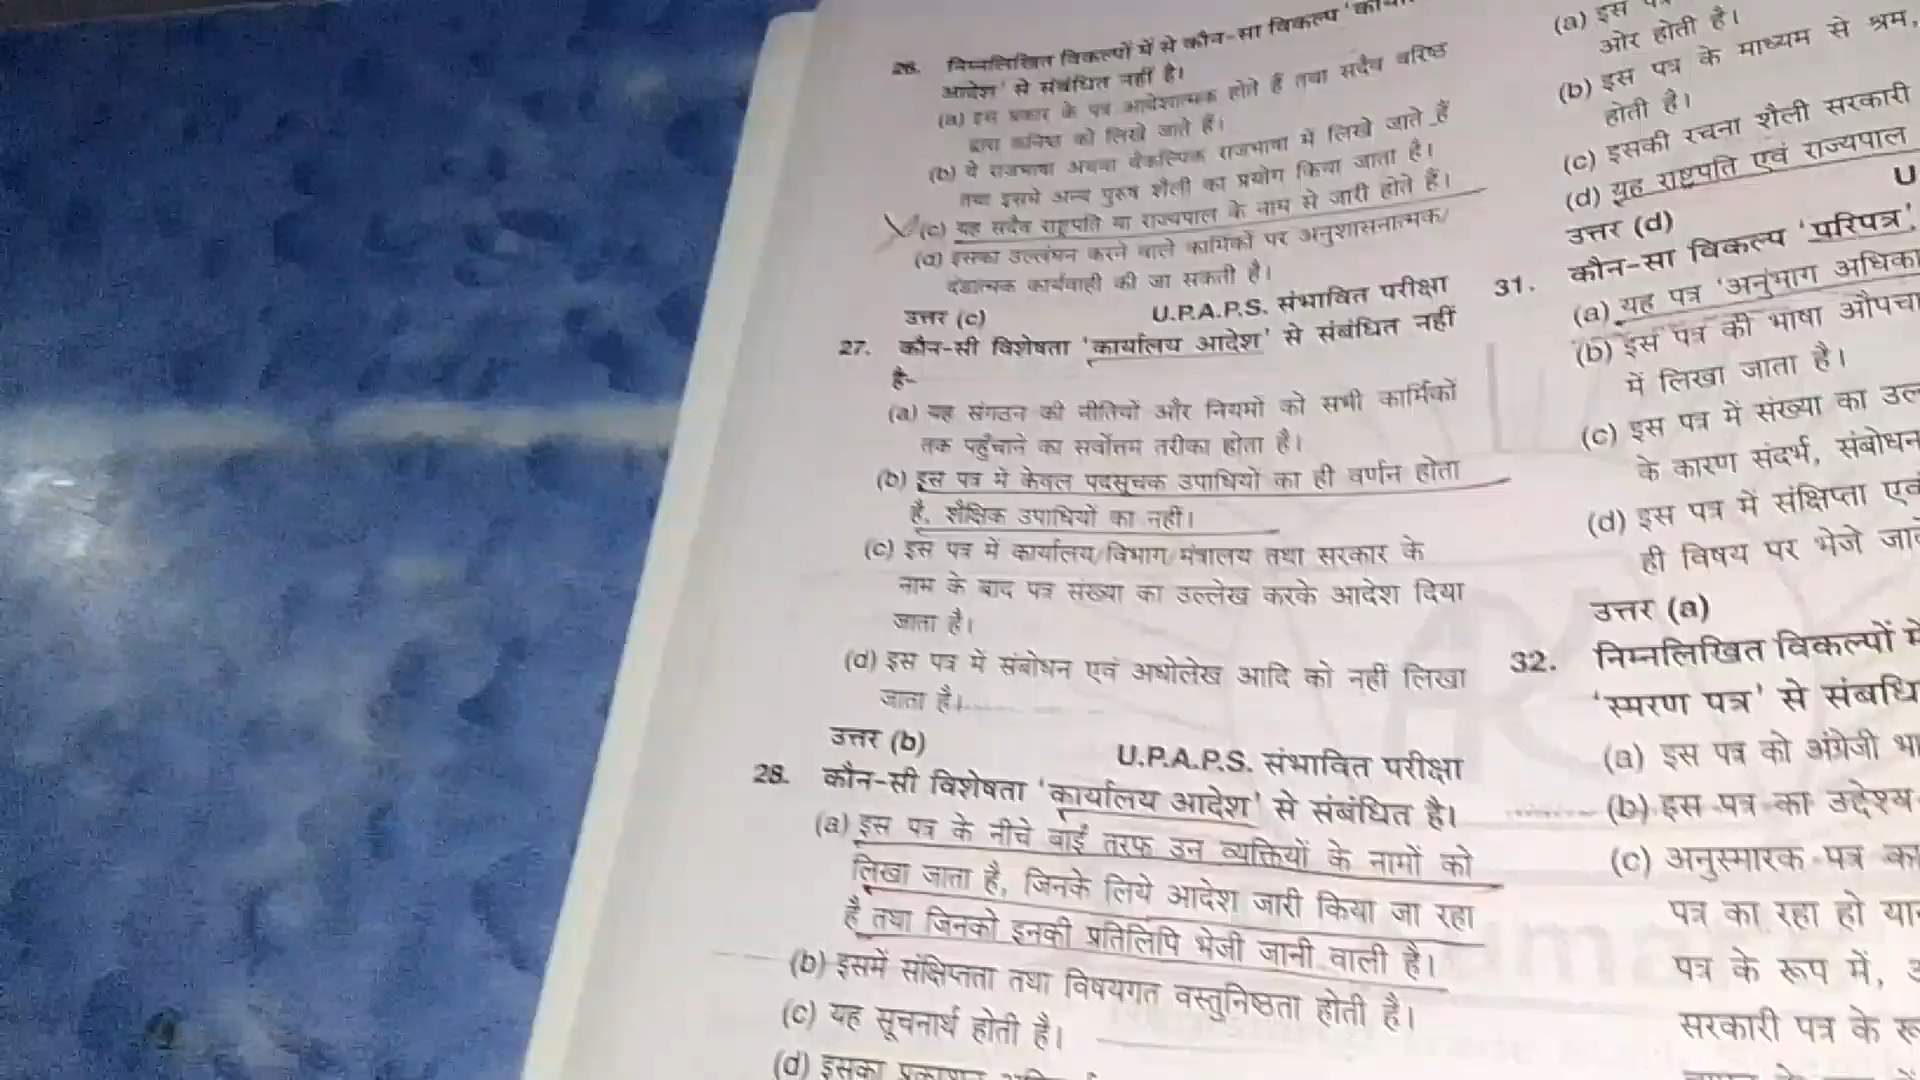 26. निम्नलिखित विकल्पों में से कौन-सा विकल्प 'कार्या
आदेश' से संबंधित नहीं है।
(a) इस प्रकार के पत्र आदेशात्मक होते हैं तथा सदैव वरिष्ठ
द्वारा कनिष्ठ को लिखे जाते हैं।
(b) ये राजभाषा अथवा वैकल्पिक राजभाषा में लिखे जाते हैं
तथा इसमें अन्य पुरुष शैली का प्रयोग किया जाता है।
(c) यह सदैव राष्ट्रपति या राज्यपाल के नाम से जारी होते हैं।
(d) इसका उल्लंघन करने वाले कार्मिकों पर अनुशासनात्मक/
दंडात्मक कार्यवाही की जा सकती है।
उत्तर (c) U.P.A.P.S. संभावित परीक्षा
27. कौन-सी विशेषता 'कार्यालय आदेश' से संबंधित नहीं
है-
(a) यह संगठन की नीतियों और नियमों को सभी कार्मिकों
तक पहुँचाने का सर्वोत्तम तरीका होता है।
(b) इस पत्र में केवल पदसूचक उपाधियों का ही वर्णन होता
है, शैक्षिक उपाधियों का नहीं।
(c) इस पत्र में कार्यालय/विभाग/मंत्रालय तथा सरकार के
नाम के बाद पत्र संख्या का उल्लेख करके आदेश दिया
जाता है।
(d) इस पत्र में संबोधन एवं अधोलेख आदि को नहीं लिखा
जाता है।
उत्तर (b) U.P.A.P.S. संभावित परीक्षा
28. कौन-सी विशेषता 'कार्यालय आदेश' से संबंधित है।
(a) इस पत्र के नीचे बाईं तरफ उन व्यक्तियों के नामों को
लिखा जाता है, जिनके लिये आदेश जारी किया जा रहा
है तथा जिनको इनकी प्रतिलिपि भेजी जानी वाली है।
(b) इसमें संक्षिप्तता तथा विषयगत वस्तुनिष्ठता होती है।
(c) यह सूचनार्थ होती है।
(d) इसका
(a) इस
ओर होती है।
(b) इस पत्र के माध्यम से श्रम,
होती है।
(c) इसकी रचना शैली सरकारी
(d) यह राष्ट्रपति एवं राज्यपाल
U
उत्तर (d)
31. कौन-सा विकल्प 'परिपत्र'
(a) यह पत्र 'अनुभाग अधिका
(b) इस पत्र की भाषा औपचा
में लिखा जाता है।
(c) इस पत्र में संख्या का उल्
के कारण संदर्भ, संबोधन
(d) इस पत्र में संक्षिप्ता एवं
ही विषय पर भेजे जा
उत्तर (a)
32. निम्नलिखित विकल्पों में
'स्मरण पत्र' से संबधि
(a) इस पत्र को अंग्रेजी भा
(b) इस पत्र का उद्देश्य
(c) अनुस्मारक पत्र का
पत्र का रहा हो या
पत्र के रूप में,
सरकारी पत्र के रू